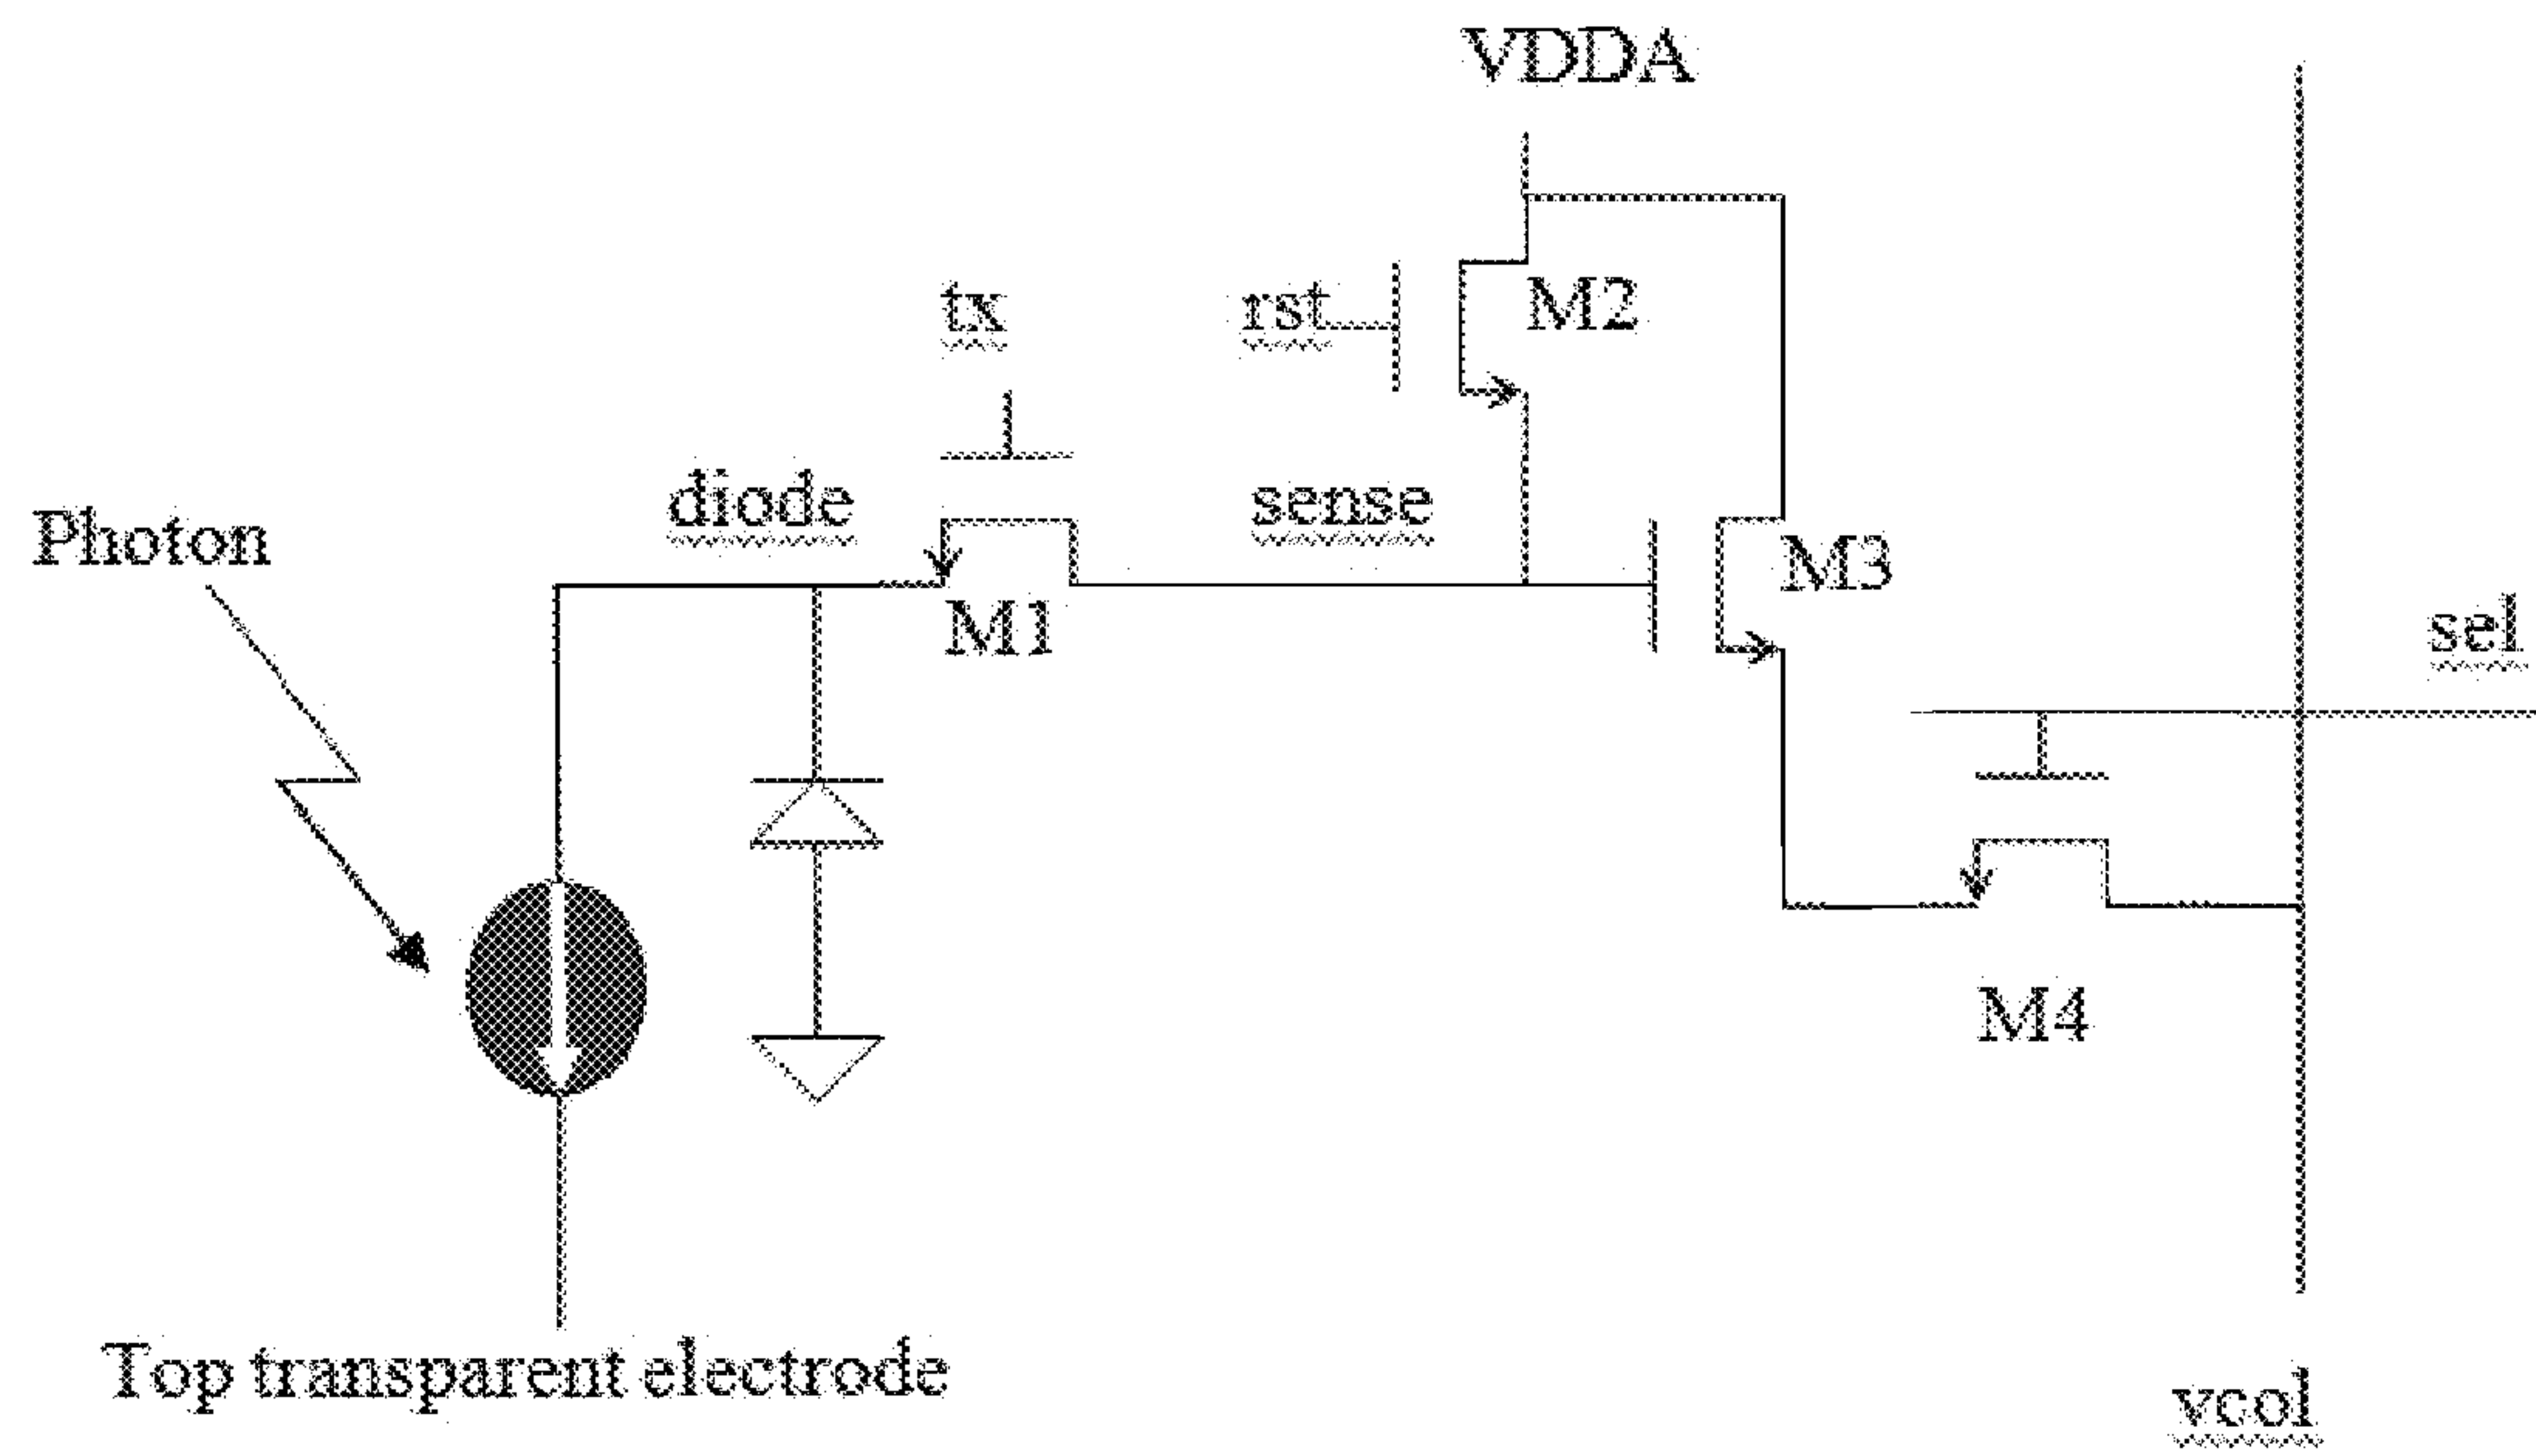 VDDA
tx
rst
M2
diode
sense
Photon
M3
M1
sel
M4
Top transparent electrode
vcol